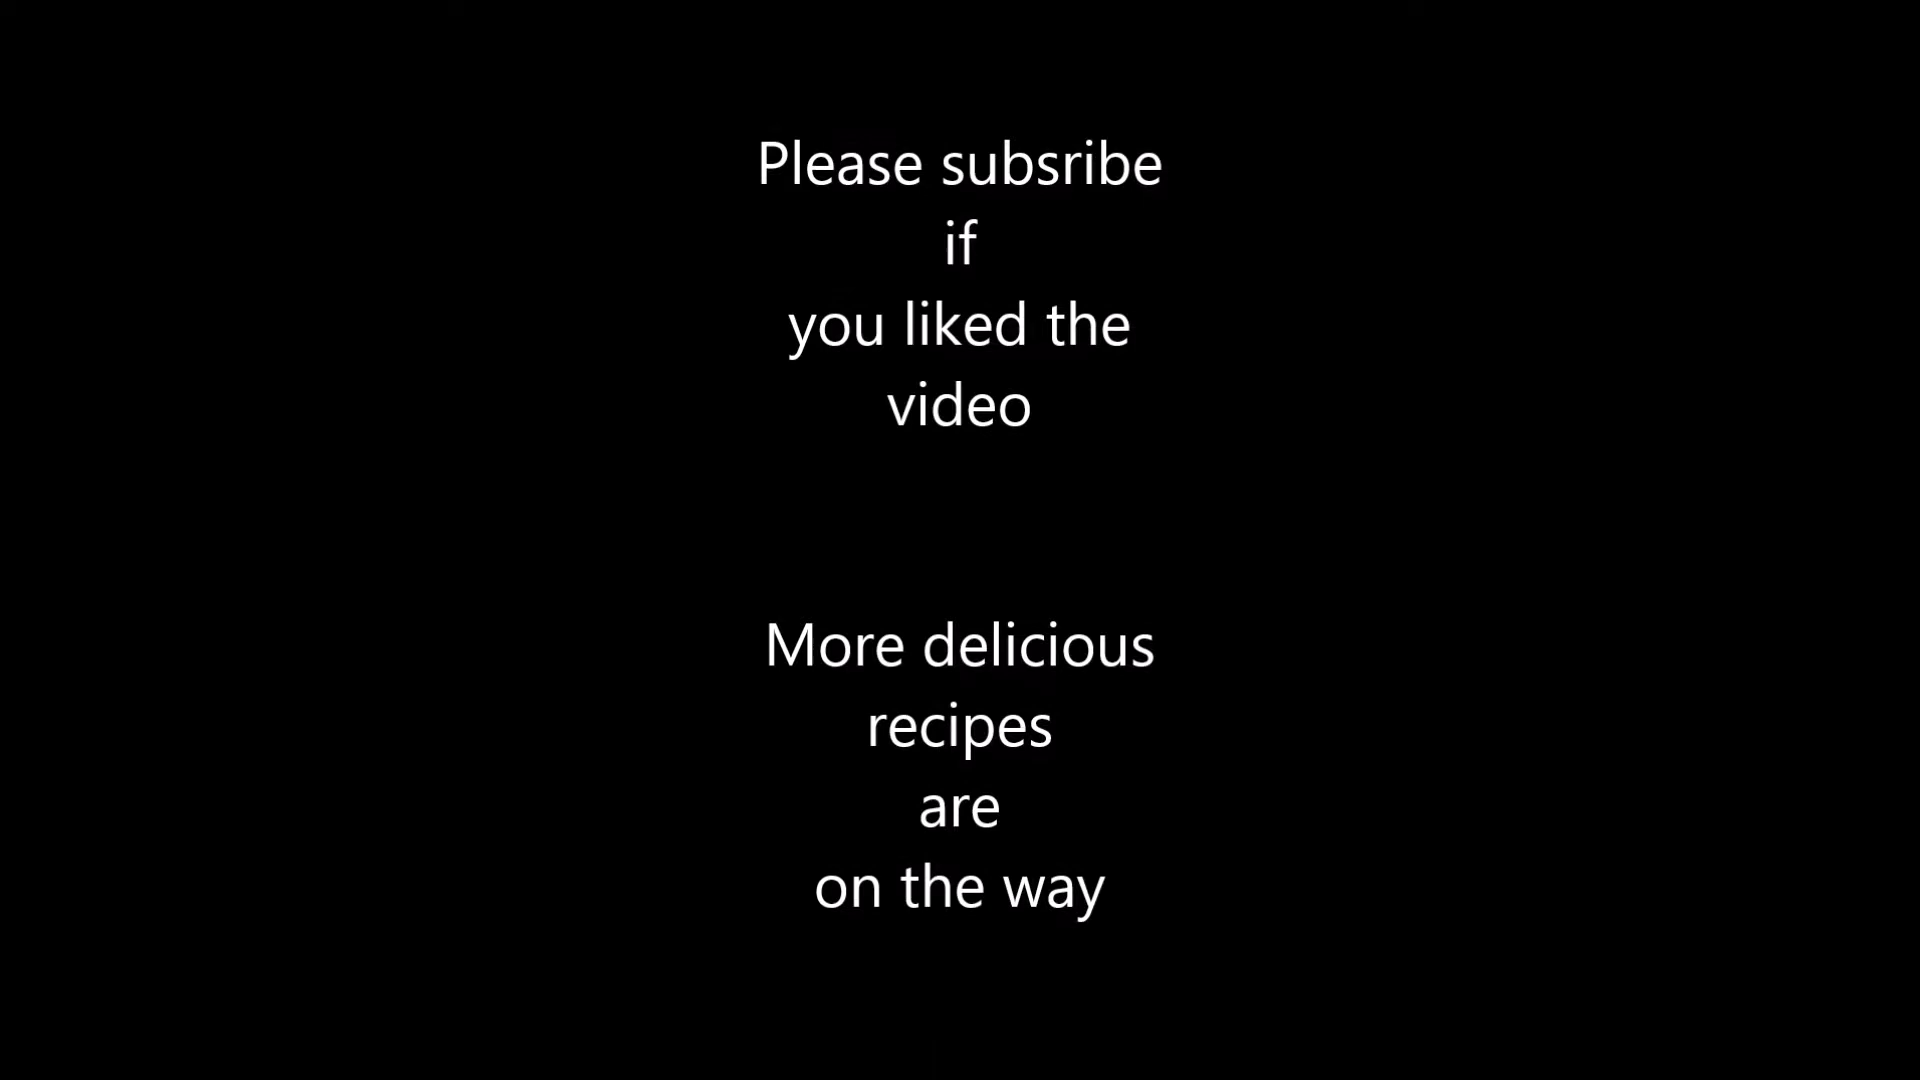 Please subsribe
if
you liked the
video
More delicious
recipes
are
on the way